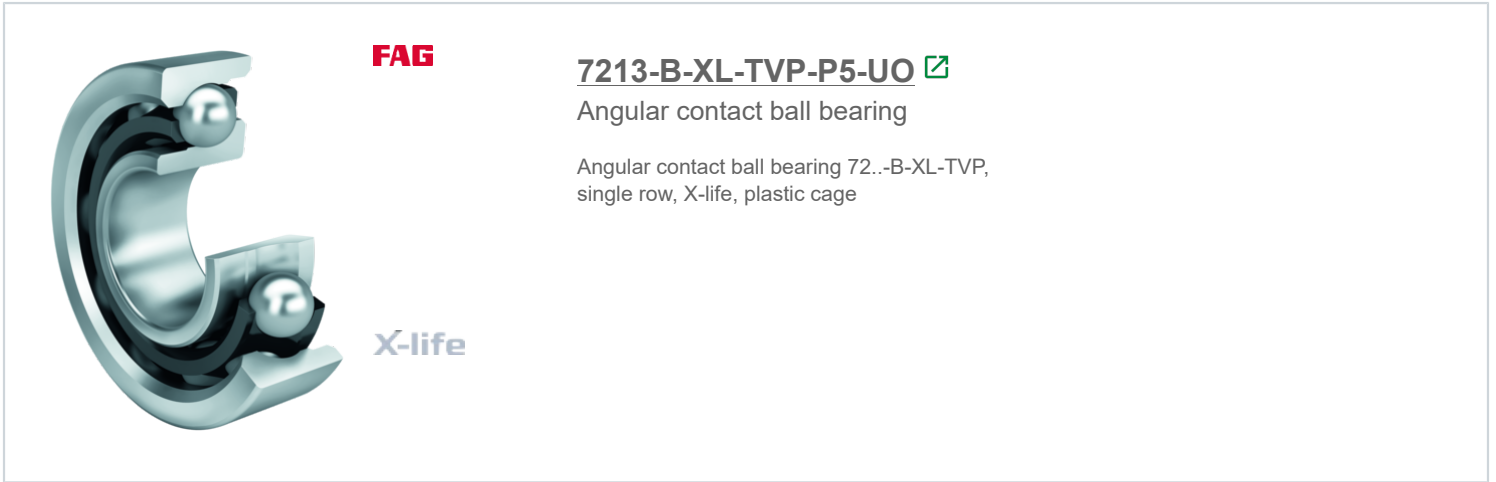 FAG
7213-B-XL-TVP-P5-UO
Angular contact ball bearing
Angular contact ball bearing 72..-B-XL-TVP,
single row, X-life, plastic cage
X-life